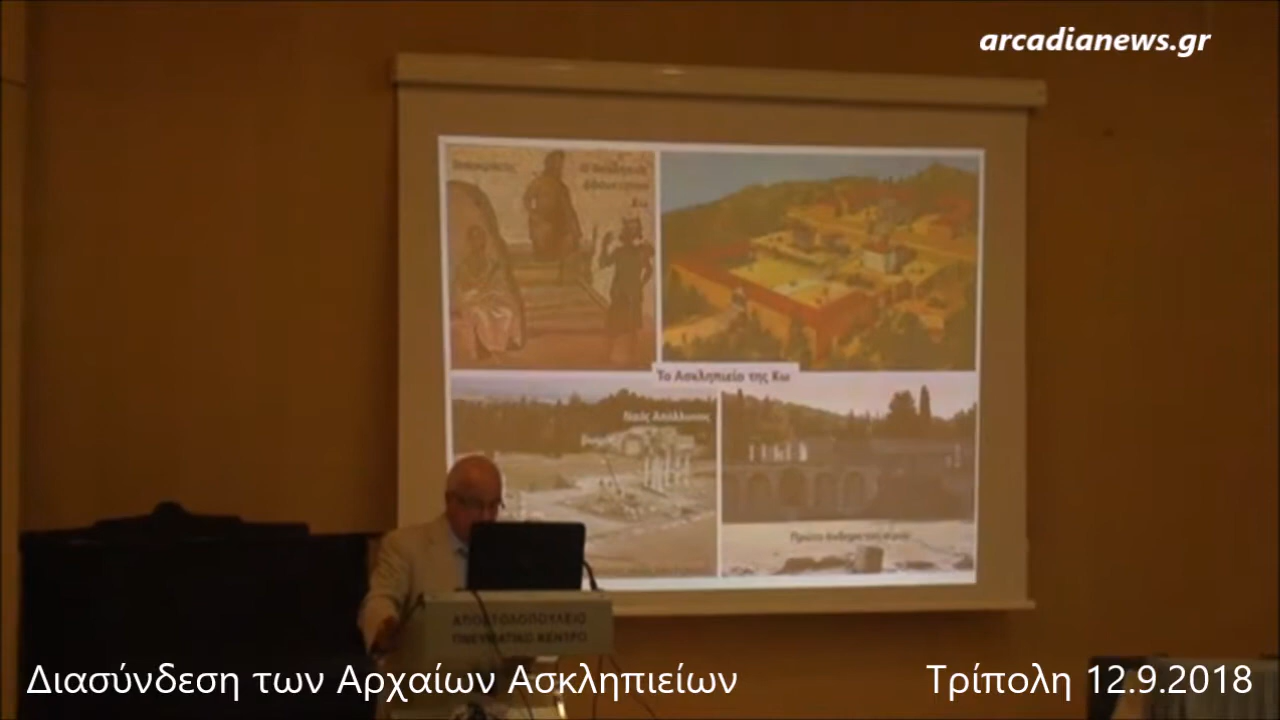 arcadianews.gr
Το Ασκληπιείο της Κω
Ναός Απόλλωνος
ΑΠΟΣΤΟΛΟΠΟΥΛΕΙΟ
ΠΝΕΥΜΑΤΙΚΟ ΚΕΝΤΡΟ
Διασύνδεση των Αρχαίων Ασκληπιείων
Τρίπολη 12.9.2018